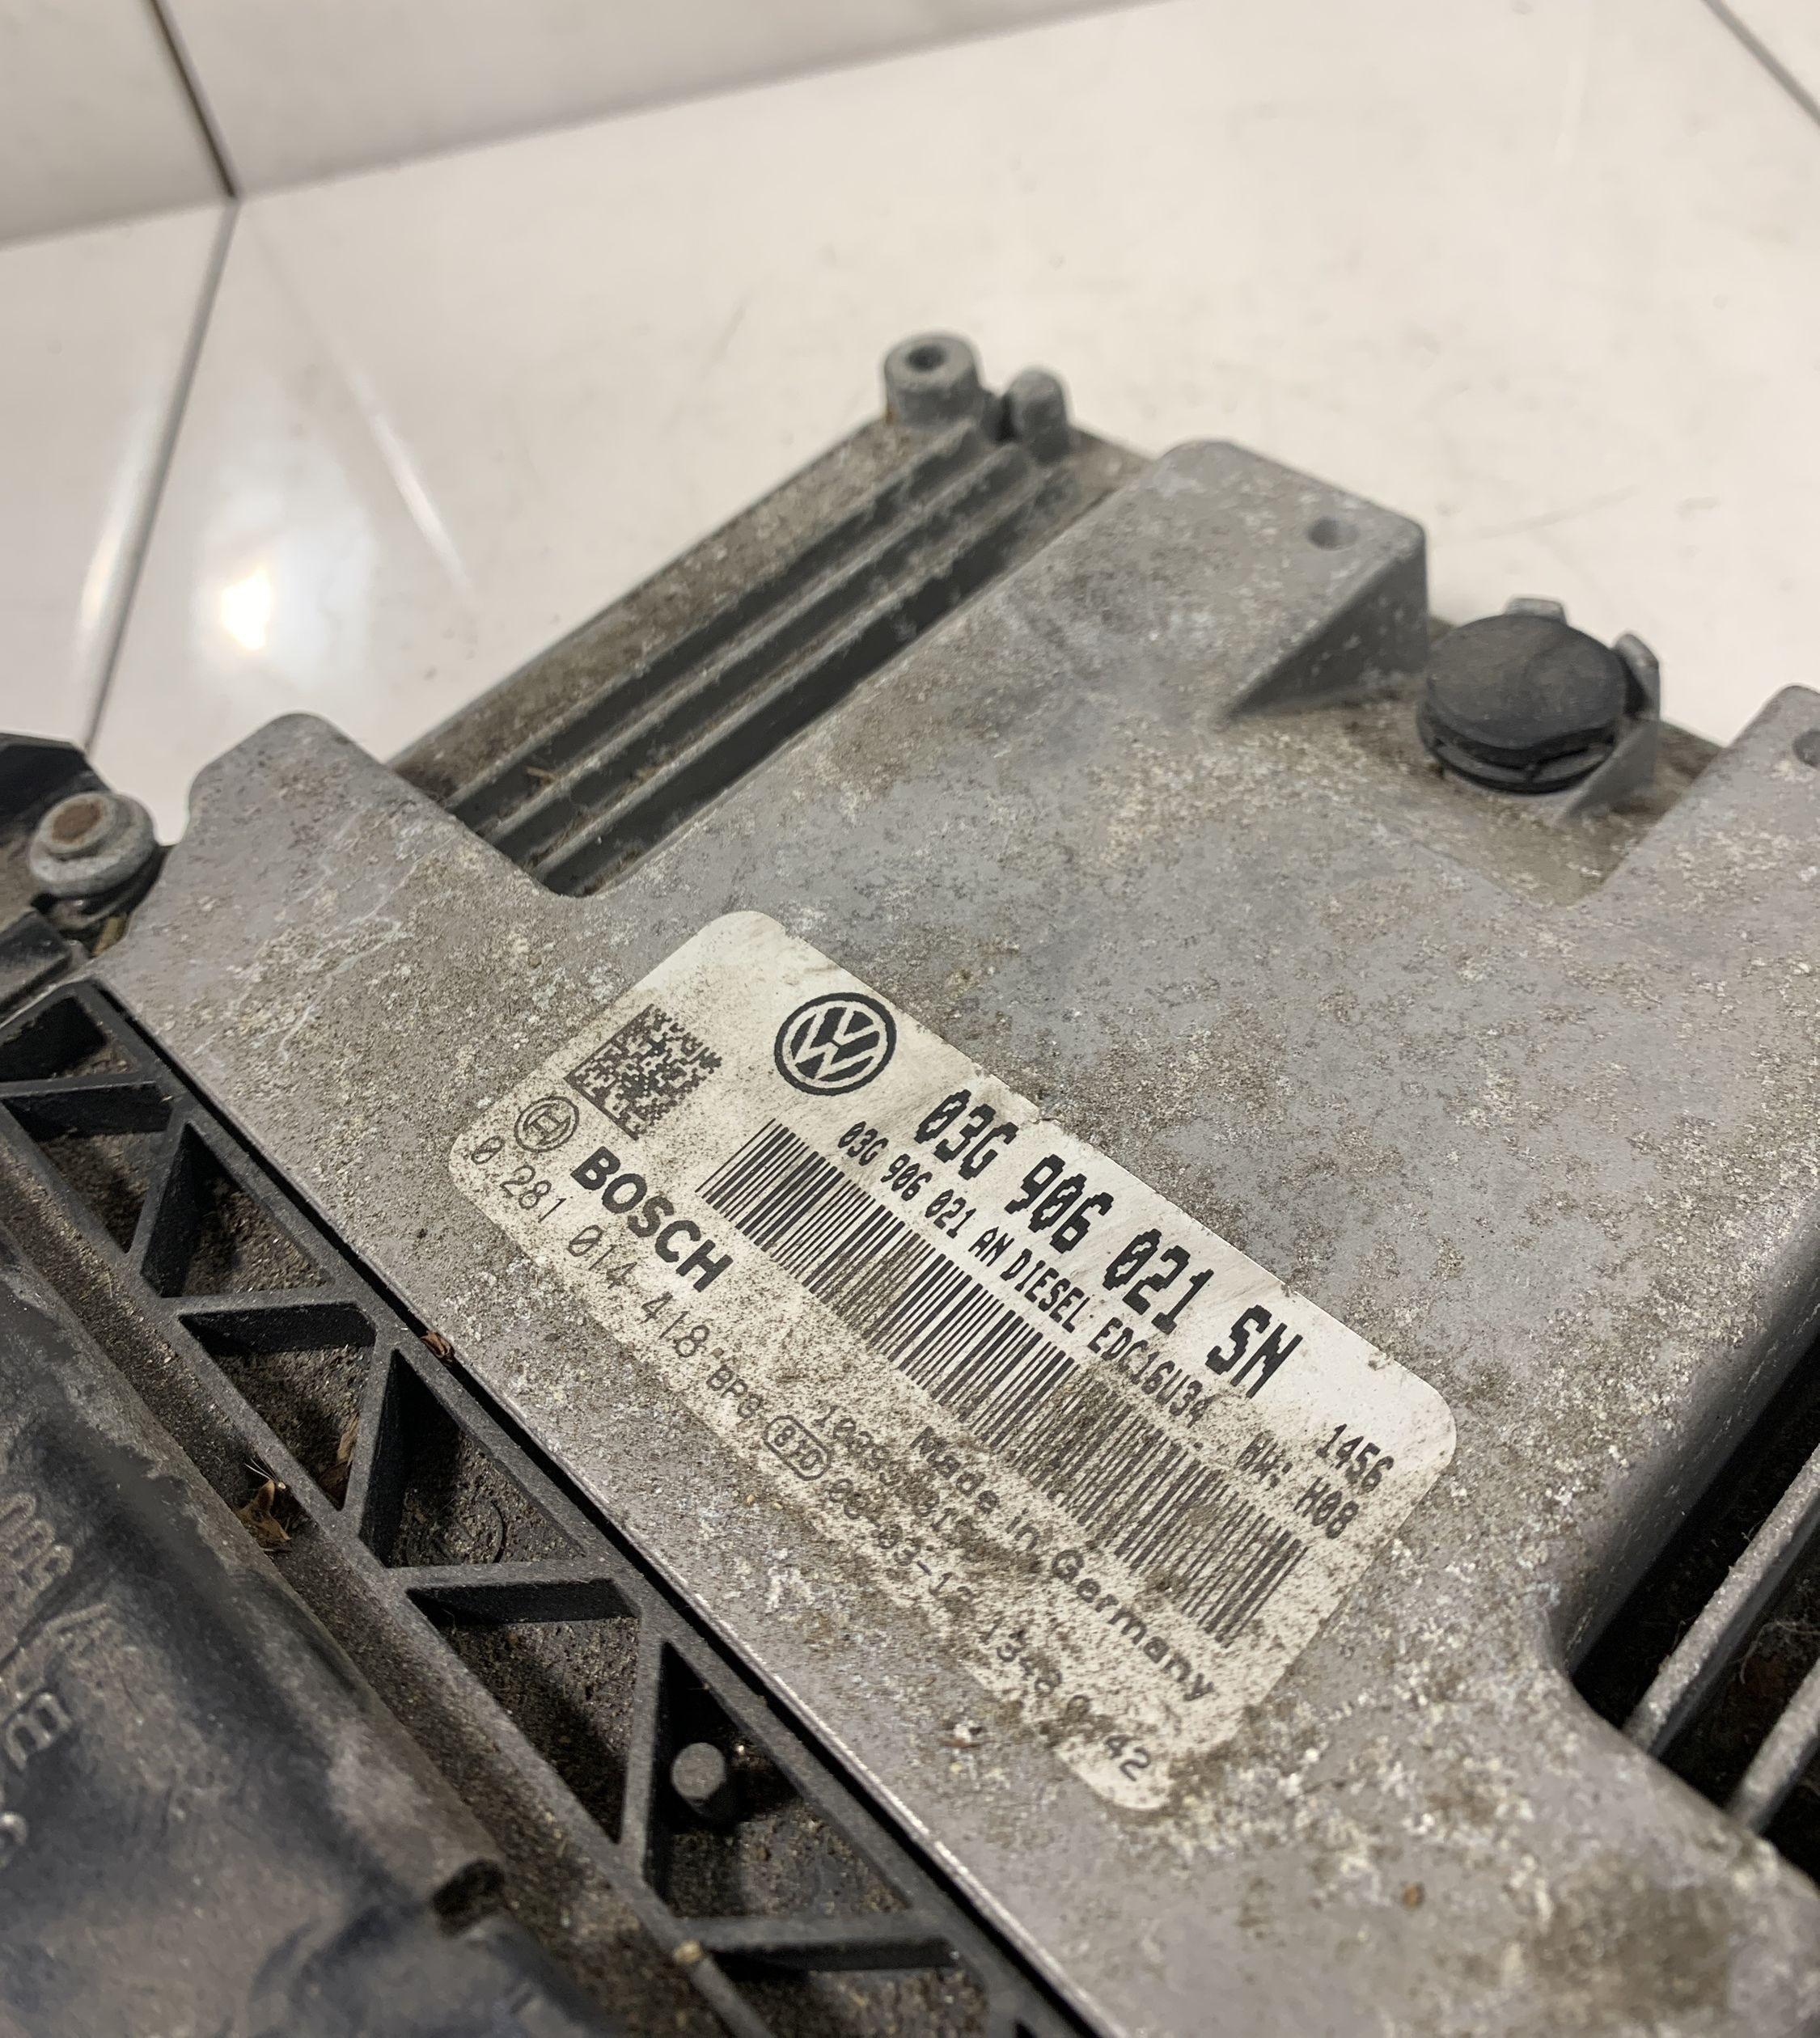 03G 906 021 SN 1456
03G 906 021 AN DIESEL EDC16U34 HW: H08
BOSCH Made in Germany
0 281 014 418